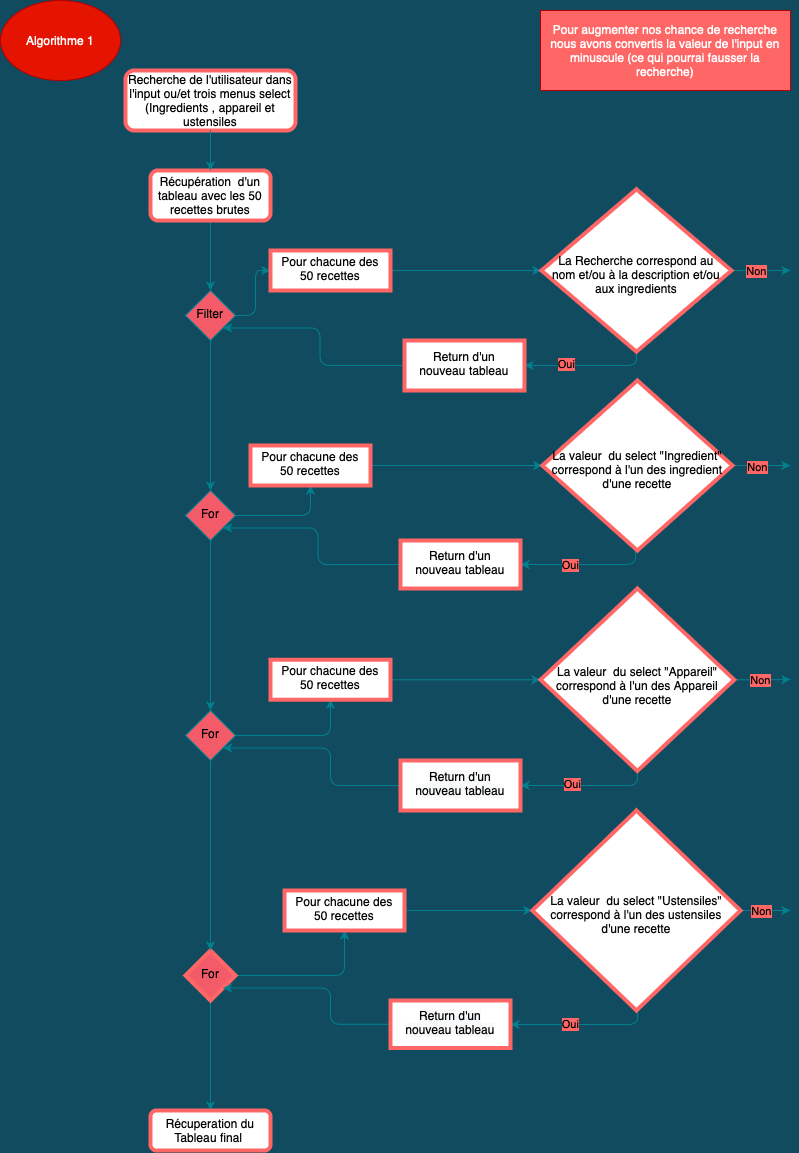 Algorithme 1
Pour augmenter nos chance de recherche
nous avons convertis la valeur de l'input en
minuscule (ce qui pourrai fausser la
recherche)
Recherche de l'utilisateur dans
l'input ou/et trois menus select
(Ingredients , appareil et
ustensiles
Récupération d'un
tableau avec les 50
recettes brutes
Pour chacune des
50 recettes
La Recherche correspond au
nom et/ou à la description et/ou
aux ingredients
Non
Filter
Return d'un
nouveau tableau
Oui
Pour chacune des
50 recettes
La valeur du select "Ingredient"
correspond à l'un des ingredient
d'une recette
Non
For
Return d'un
nouveau tableau
Oui
Pour chacune des
50 recettes
La valeur du select "Appareil"
correspond à l'un des Appareil
d'une recette
Non
For
Return d'un
nouveau tableau
Oui
Pour chacune des
50 recettes
La valeur du select "Ustensiles"
correspond à l'un des ustensiles
d'une recette
Non
For
Return d'un
nouveau tableau
Oui
Récuperation du
Tableau final